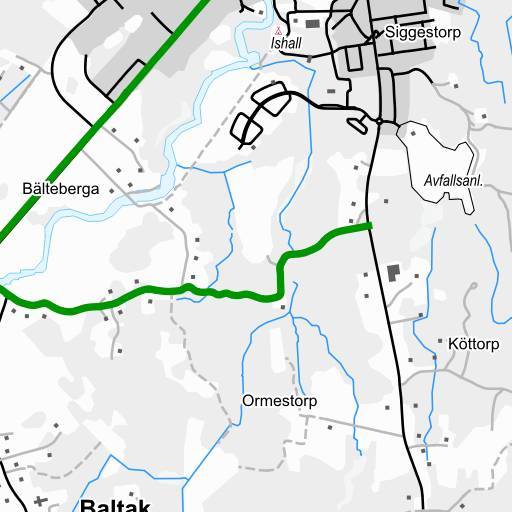 Siggestorp
Ishall
Avfallsanl.
Bälteberga
Köttorp
Ormestorp
Baltak